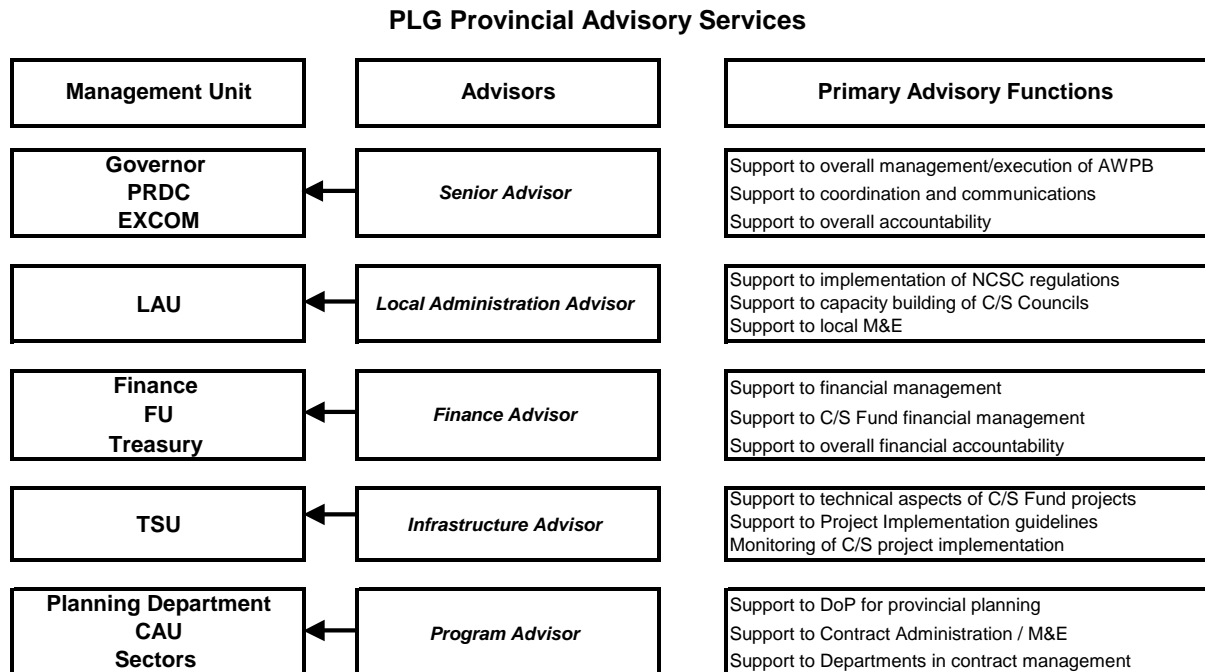 PLG Provincial Advisory Services
Management Unit
Advisors
Primary Advisory Functions
Governor
PRDC
EXCOM
Senior Advisor
Support to overall management/execution of AWPB
Support to coordination and communications
Support to overall accountability
LAU
Local Administration Advisor
Support to implementation of NCSC regulations
Support to capacity building of C/S Councils
Support to local M&E
Finance
FU
Treasury
Finance Advisor
Support to financial management
Support to C/S Fund financial management
Support to overall financial accountability
TSU
Infrastructure Advisor
Support to technical aspects of C/S Fund projects
Support to Project Implementation guidelines
Monitoring of C/S project implementation
Planning Department
CAU
Sectors
Program Advisor
Support to DoP for provincial planning
Support to Contract Administration / M&E
Support to Departments in contract management